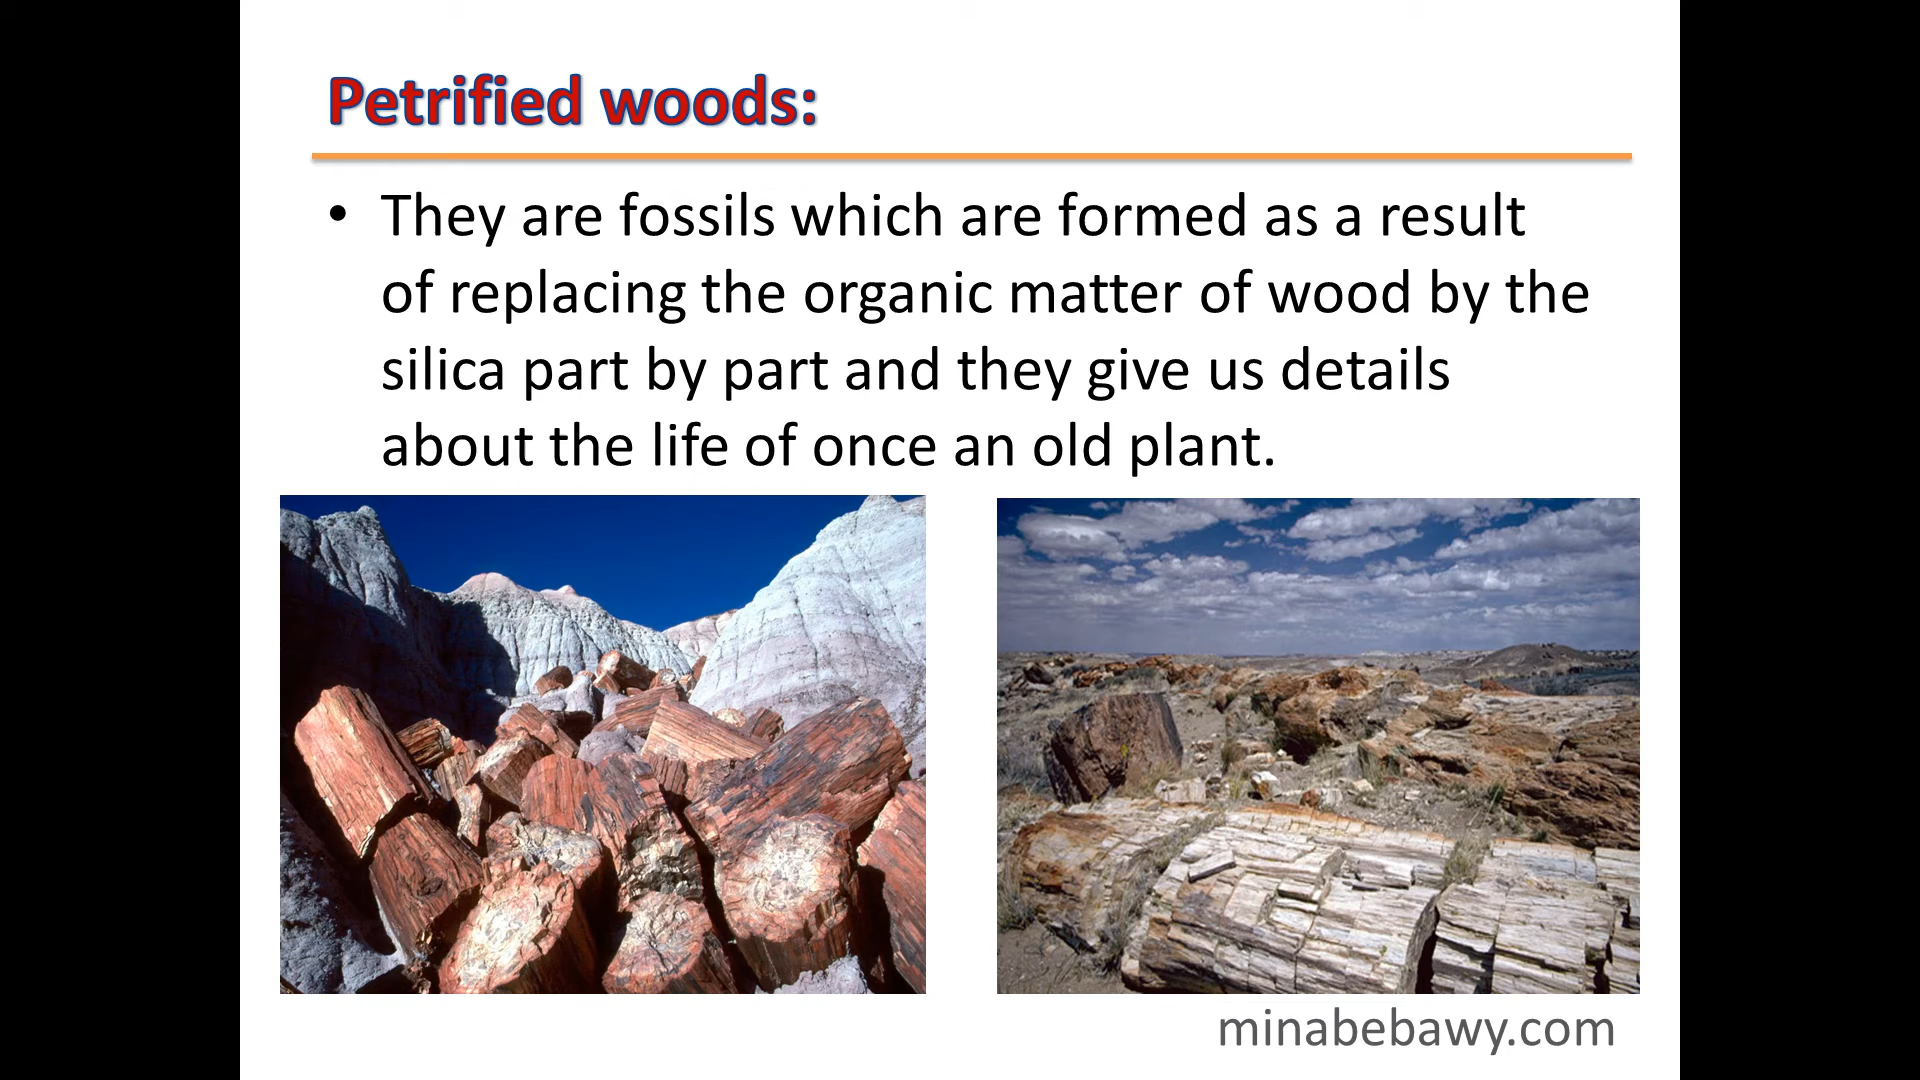 Petrified woods:
• They are fossils which are formed as a result
of replacing the organic matter of wood by the
silica part by part and they give us details
about the life of once an old plant.
minabebawy.com